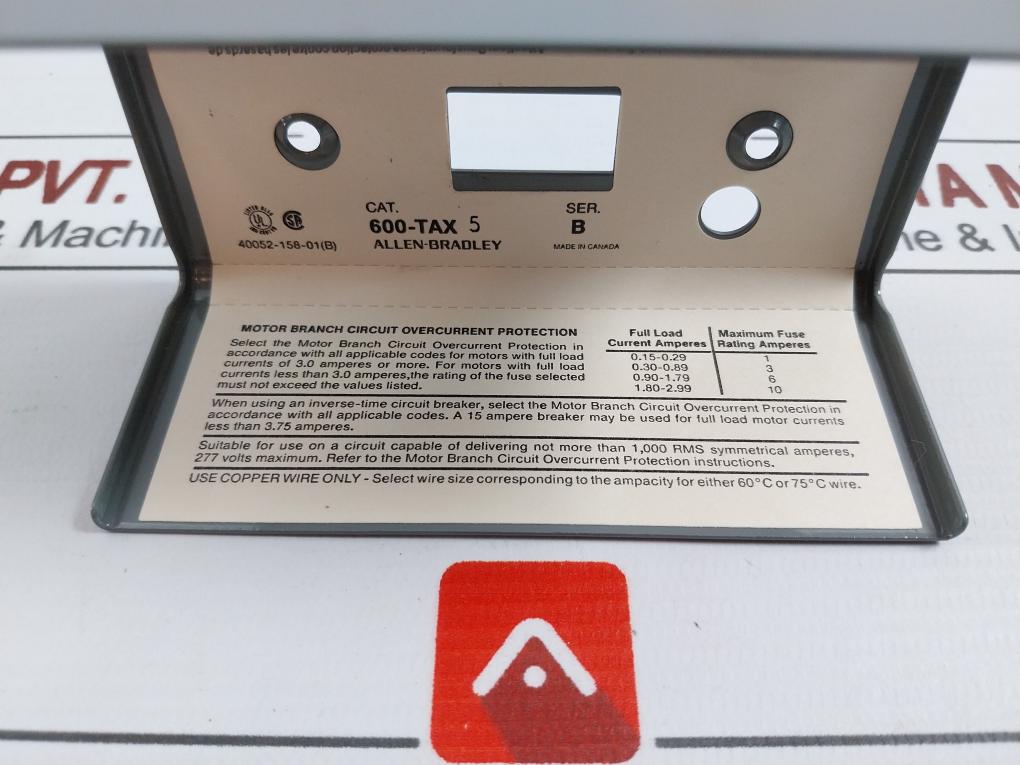 PVT.
& Machin
HA M
ne & I
CAT.
600-TAX 5
ALLEN-BRADLEY
SER.
B
MADE IN CANADA
UL
SA
40052-158-01(B)
MOTOR BRANCH CIRCUIT OVERCURRENT PROTECTION
Select the Motor Branch Circuit Overcurrent Protection in
accordance with all applicable codes for motors with full load
currents of 3.0 amperes or more. For motors with full load
currents less than 3.0 amperes,the rating of the fuse selected
must not exceed the values listed.
Full Load Maximum Fuse
Current Amperes Rating Amperes
0.15-0.29 1
0.30-0.89 3
0.90-1.79 6
1.80-2.99 10
When using an inverse-time circuit breaker, select the Motor Branch Circuit Overcurrent Protection in
accordance with all applicable codes. A 15 ampere breaker may be used for full load motor currents
less than 3.75 amperes.
Suitable for use on a circuit capable of delivering not more than 1,000 RMS symmetrical amperes,
277 volts maximum. Refer to the Motor Branch Circuit Overcurrent Protection instructions.
USE COPPER WIRE ONLY - Select wire size corresponding to the ampacity for either 60°C or 75°C wire.